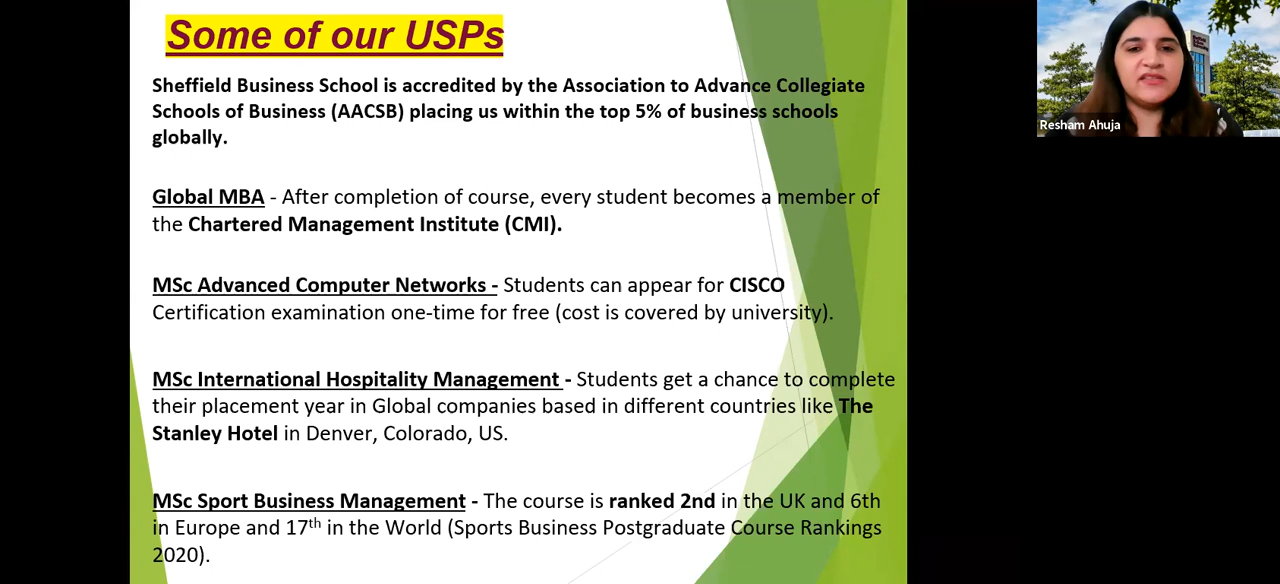 Some of our USPs
Sheffield Business School is accredited by the Association to Advance Collegiate
Schools of Business (AACSB) placing us within the top 5% of business schools
globally.
Global MBA - After completion of course, every student becomes a member of
the Chartered Management Institute (CMI).
MSc Advanced Computer Networks - Students can appear for CISCO
Certification examination one-time for free (cost is covered by university).
MSc International Hospitality Management - Students get a chance to complete
their placement year in Global companies based in different countries like The
Stanley Hotel in Denver, Colorado, US.
MSc Sport Business Management - The course is ranked 2nd in the UK and 6th
in Europe and 17th in the World (Sports Business Postgraduate Course Rankings
2020).
Resham Ahuja